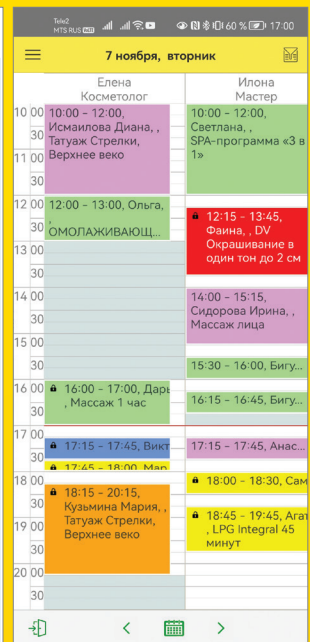 Tele2
MTS RUS
60 %
17:00
7 ноября, вторник
Елена
Косметолог
Илона
Мастер
10 00
30
11 00
30
12 00
30
13 00
30
14 00
30
15 00
30
16 00
30
17 00
30
18 00
30
19 00
30
20 00
30
10:00 - 12:00,
Исмаилова Диана, ,
Татуаж Стрелки,
Верхнее веко
12:00 - 13:00, Ольга,
,
ОМОЛАЖИВАЮЩ...
16:00 - 17:00, Дарь
, Массаж 1 час
17:15 - 17:45, Викт
17:45 - 18:00, Мар
18:15 - 20:15,
Кузьмина Мария, ,
Татуаж Стрелки,
Верхнее веко
10:00 - 12:00,
Светлана, ,
SPA-программа «3 в
1»
12:15 - 13:45,
Фаина, , DV
Окрашивание в
один тон до 2 см
14:00 - 15:15,
Сидорова Ирина, ,
Массаж лица
15:30 - 16:00, Бигу...
16:15 - 16:45, Бигу...
17:15 - 17:45, Анас...
18:00 - 18:30, Сам
18:45 - 19:45, Агат
, LPG Integral 45
минут